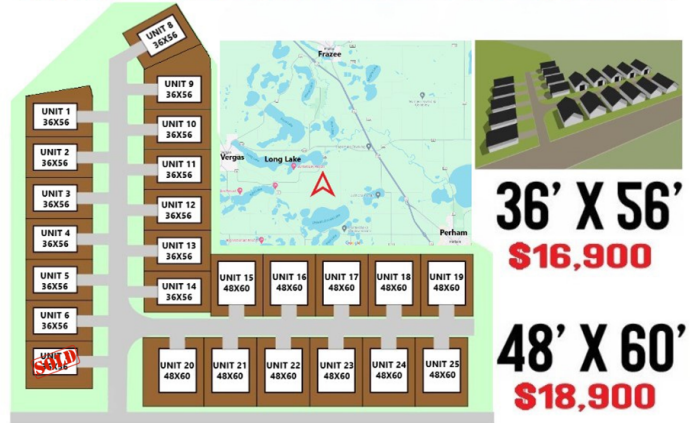 UNIT 8
36X56
UNIT 9
36X56
UNIT 1
36X56
UNIT 10
36X56
UNIT 2
36X56
UNIT 11
36X56
UNIT 3
36X56
UNIT 12
36X56
UNIT 4
36X56
UNIT 13
36X56
UNIT 5
36X56
UNIT 14
36X56
UNIT 6
36X56
SOLD
UNIT 15
48X60
UNIT 16
48X60
UNIT 17
48X60
UNIT 18
48X60
UNIT 19
48X60
UNIT 20
48X60
UNIT 21
48X60
UNIT 22
48X60
UNIT 23
48X60
UNIT 24
48X60
UNIT 25
48X60
Frazee
Vergas
Long Lake
Perham
36' X 56'
$16,900
48' X 60'
$18,900